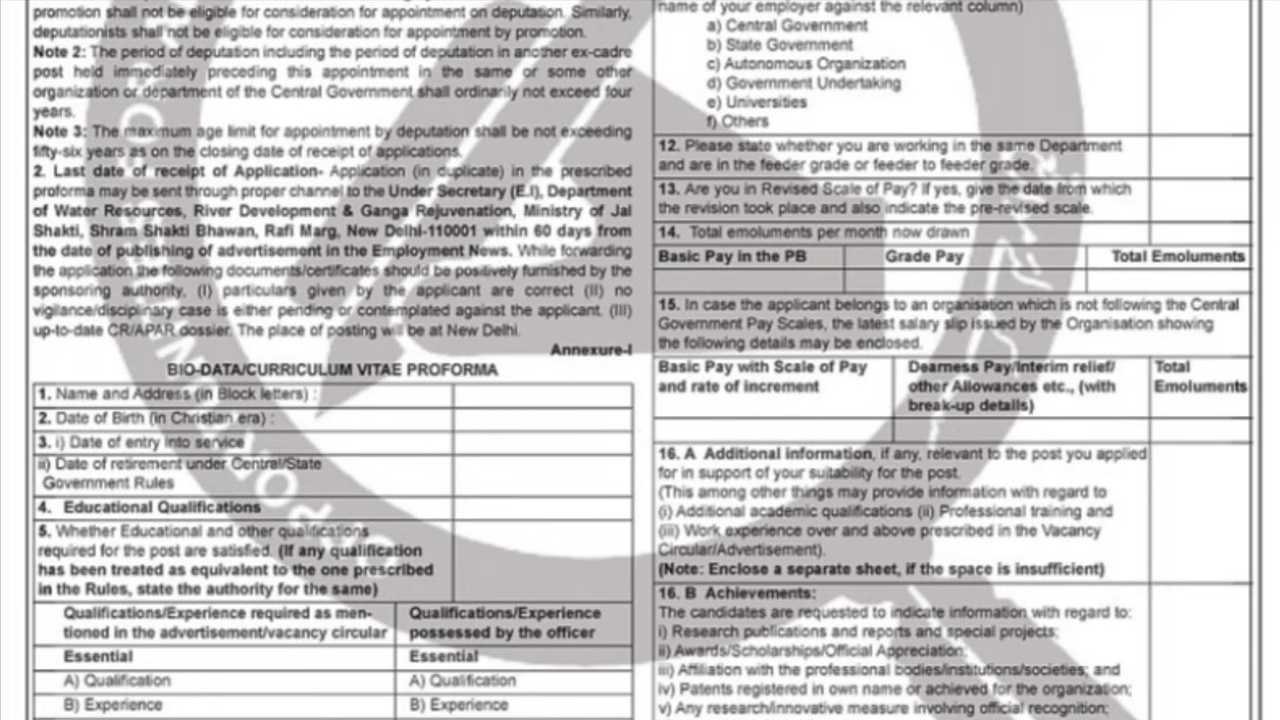 promotion shall not be eligible for consideration for appointment on deputation. Similarly,
deputationists shall not be eligible for consideration for appointment by promotion.
Note 2: The period of deputation including the period of deputation in another ex-cadre
post held immediately preceding this appointment in the same or some other
organization or department of the Central Government shall ordinarily not exceed four
years.
Note 3: The maximum age limit for appointment by deputation shall be not exceeding
fifty-six years as on the closing date of receipt of applications.
2. Last date of receipt of Application- Application (in duplicate) in the prescribed
proforma may be sent through proper channel to the Under Secretary (E.I), Department
of Water Resources, River Development & Ganga Rejuvenation, Ministry of Jal
Shakti, Shram Shakti Bhawan, Rafi Marg, New Delhi-110001 within 60 days from
the date of publishing of advertisement in the Employment News. While forwarding
the application the following documents/certificates should be positively furnished by the
sponsoring authority, (I) particulars given by the applicant are correct (II) no
vigilance/disciplinary case is either pending or contemplated against the applicant. (III)
up-to-date CR/APAR dossier. The place of posting will be at New Delhi.
Annexure-I
BIO-DATA/CURRICULUM VITAE PROFORMA
1. Name and Address (in Block letters) :
2. Date of Birth (in Christian era) :
3. i) Date of entry into service
ii) Date of retirement under Central/State
Government Rules
4. Educational Qualifications
5. Whether Educational and other qualifications
required for the post are satisfied. (If any qualification
has been treated as equivalent to the one prescribed
in the Rules, state the authority for the same)
Qualifications/Experience required as men-
tioned in the advertisement/vacancy circular
Qualifications/Experience
possessed by the officer
Essential
Essential
A) Qualification
A) Qualification
B) Experience
B) Experience
name of your employer against the relevant column)
a) Central Government
b) State Government
c) Autonomous Organization
d) Government Undertaking
e) Universities
f) Others
12. Please state whether you are working in the same Department
and are in the feeder grade or feeder to feeder grade.
13. Are you in Revised Scale of Pay? If yes, give the date from which
the revision took place and also indicate the pre-revised scale.
14. Total emoluments per month now drawn
Basic Pay in the PB
Grade Pay
Total Emoluments
15. In case the applicant belongs to an organisation which is not following the Central
Government Pay Scales, the latest salary slip issued by the Organisation showing
the following details may be enclosed.
Basic Pay with Scale of Pay
and rate of increment
Dearness Pay/Interim relief/
other Allowances etc., (with
break-up details)
Total
Emoluments
16. A Additional information, if any, relevant to the post you applied
for in support of your suitability for the post.
(This among other things may provide information with regard to
(i) Additional academic qualifications (ii) Professional training and
(iii) Work experience over and above prescribed in the Vacancy
Circular/Advertisement).
(Note: Enclose a separate sheet, if the space is insufficient)
16. B Achievements:
The candidates are requested to indicate information with regard to:
i) Research publications and reports and special projects;
ii) Awards/Scholarships/Official Appreciation;
iii) Affiliation with the professional bodies/institutions/societies; and
iv) Patents registered in own name or achieved for the organization;
v) Any research/innovative measure involving official recognition;